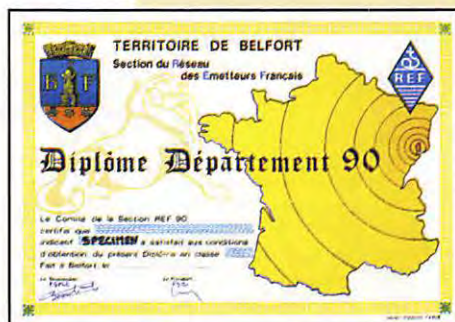 TERRITOIRE DE BELFORT
Section du Réseau
des Emetteurs Français
B F
REF
Diplôme Département 90
Le Comité de la Section REF 90
certifie que
indicatif SPECIMEN a satisfait aux conditions
d'obtention du présent Diplôme en classe
Fait à Belfort, le